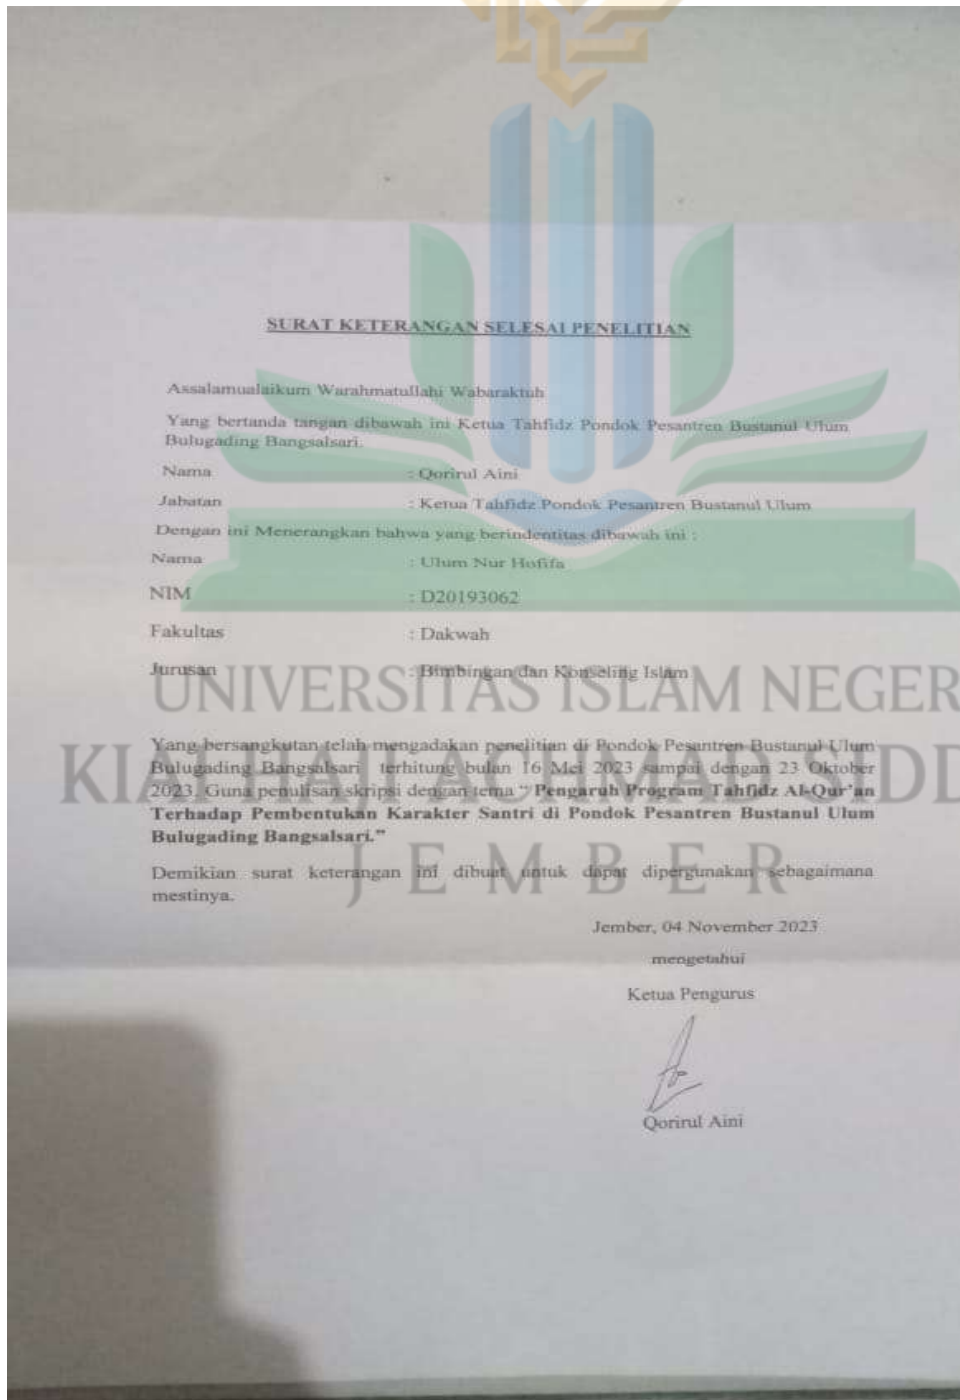 SURAT KETERANGAN SELESAI PENELITIAN
Assalamualaikum Warahmatullahi Wabaraktuh
Yang bertanda tangan dibawah ini Ketua Tahfidz Pondok Pesantren Bustanul Ulum
Bulugading Bangsalsari.
Nama : Qorirul Aini
Jabatan : Ketua Tahfidz Pondok Pesantren Bustanul Ulum
Dengan ini Menerangkan bahwa yang berindentitas dibawah ini :
Nama : Ulum Nur Hofifa
NIM : D20193062
Fakultas : Dakwah
Jurusan : Bimbingan dan Konseling Islam
UNIVERSITAS ISLAM NEGER
Yang bersangkutan telah mengadakan penelitian di Pondok Pesantren Bustanul Ulum
Bulugading Bangsalsari terhitung bulan 16 Mei 2023 sampai dengan 23 Oktober
KIAI HAJI ACHMAD SIDD
2023. Guna penulisan skripsi dengan tema “ Pengaruh Program Tahfidz Al-Qur’an
Terhadap Pembentukan Karakter Santri di Pondok Pesantren Bustanul Ulum
Bulugading Bangsalsari.”
JEMBER
Demikian surat keterangan ini dibuat untuk dapat dipergunakan sebagaimana
mestinya.
Jember, 04 November 2023
mengetahui
Ketua Pengurus
Qorirul Aini